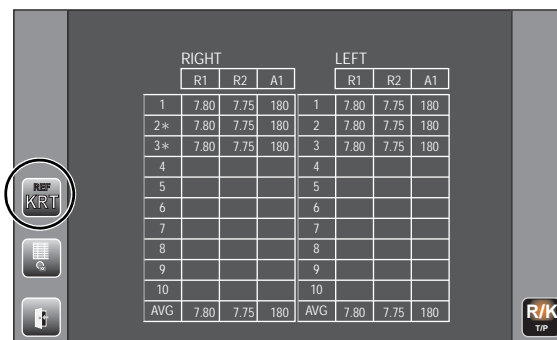 RIGHT LEFT
R1 R2 A1 R1 R2 A1
1 7.80 7.75 180 1 7.80 7.75 180
2* 7.80 7.75 180 2 7.80 7.75 180
3* 7.80 7.75 180 3 7.80 7.75 180
4 4
5 5
6 6
7 7
8 8
9 9
10 10
AVG 7.80 7.75 180 AVG 7.80 7.75 180
REF
KRT
R/K
T/P